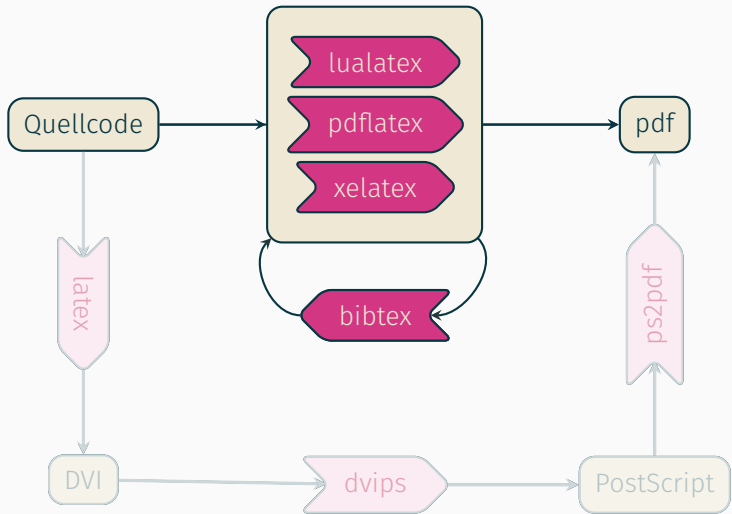 lualatex
Quellcode
pdflatex
pdf
xelatex
latex
bibtex
ps2pdf
DVI
dvips
PostScript